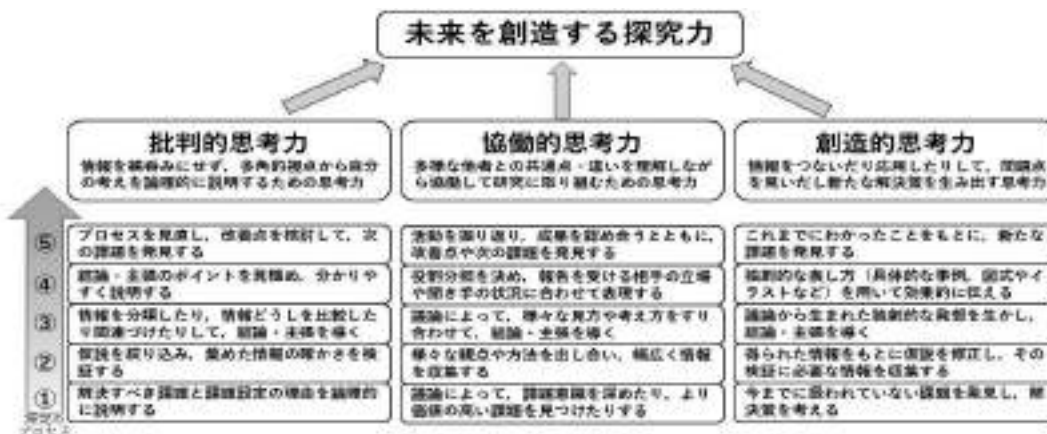 未来を創造する探究力
批判的思考力
情報を鵜呑みにせず，多角的視点から自分
の考えを論理的に説明するための思考力
協働的思考力
多様な他者との共通点・違いを理解しなが
ら協働して研究に取り組むための思考力
創造的思考力
情報をつないだり応用したりして，問題点
を見いだし新たな解決策を生み出す思考力
⑤
プロセスを見直し，改善点を検討して，次
の課題を発見する
活動を振り返り，成果を認め合うとともに，
改善点や次の課題を発見する
これまでにわかったことをもとに，新たな
課題を発見する
④
結論・主張のポイントを見極め，分かりや
すく説明する
役割分担を決め，報告を受ける相手の立場
や聞き手の状況に合わせて表現する
独創的な表し方（具体的な事例，図式やイ
ラストなど）を用いて効果的に伝える
③
情報を分類したり，情報どうしを比較した
り関連づけたりして，結論・主張を導く
議論によって，様々な見方や考え方をすり
合わせて，結論・主張を導く
議論から生まれた独創的な発想を生かし，
結論・主張を導く
②
仮説を絞り込み，集めた情報の確かさを検
証する
様々な観点や方法を出し合い，幅広く情報
を収集する
得られた情報をもとに仮説を修正し，その
検証に必要な情報を収集する
①
解決すべき課題と課題設定の理由を論理的
に説明する
議論によって，課題意識を深めたり，より
価値の高い課題を見つけたりする
今までに扱われていない課題を発見し，解
決策を考える
探究の
プロセス